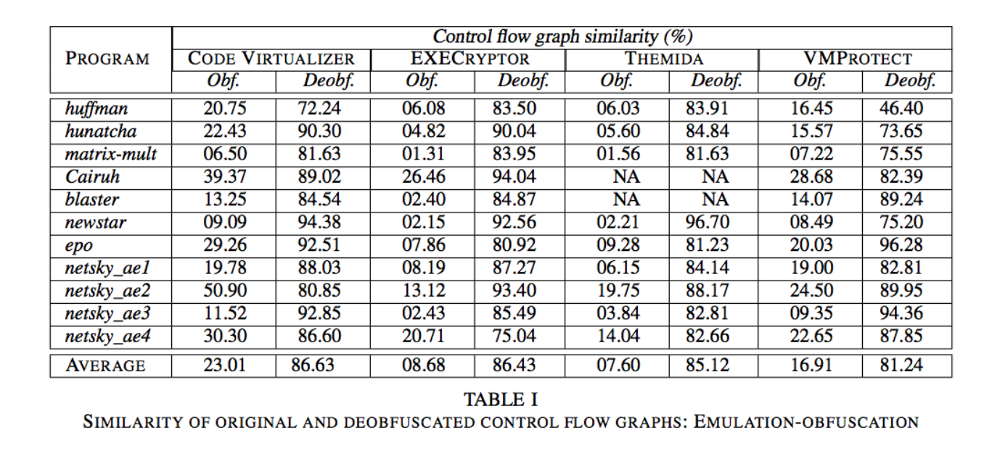 Control flow graph similarity (%)
PROGRAM CODE VIRTUALIZER EXECRYPTOR THEMIDA VMPROTECT
Obf. Deobf. Obf. Deobf. Obf. Deobf. Obf. Deobf.
huffman 20.75 72.24 06.08 83.50 06.03 83.91 16.45 46.40
hunatcha 22.43 90.30 04.82 90.04 05.60 84.84 15.57 73.65
matrix-mult 06.50 81.63 01.31 83.95 01.56 81.63 07.22 75.55
Cairuh 39.37 89.02 26.46 94.04 NA NA 28.68 82.39
blaster 13.25 84.54 02.40 84.87 NA NA 14.07 89.24
newstar 09.09 94.38 02.15 92.56 02.21 96.70 08.49 75.20
epo 29.26 92.51 07.86 80.92 09.28 81.23 20.03 96.28
netsky_ae1 19.78 88.03 08.19 87.27 06.15 84.14 19.00 82.81
netsky_ae2 50.90 80.85 13.12 93.40 19.75 88.17 24.50 89.95
netsky_ae3 11.52 92.85 02.43 85.49 03.84 82.81 09.35 94.36
netsky_ae4 30.30 86.60 20.71 75.04 14.04 82.66 22.65 87.85
AVERAGE 23.01 86.63 08.68 86.43 07.60 85.12 16.91 81.24
TABLE I
SIMILARITY OF ORIGINAL AND DEOBFUSCATED CONTROL FLOW GRAPHS: EMULATION-OBFUSCATION